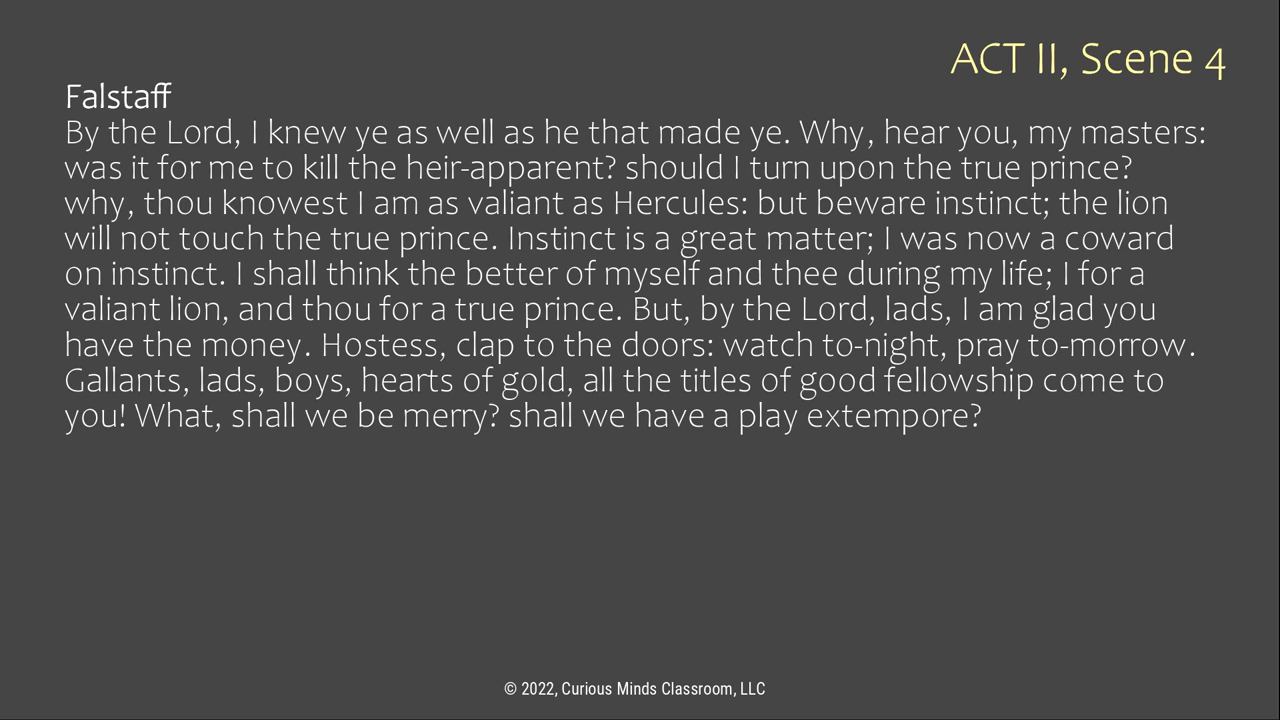 ACT II, Scene 4
Falstaff
By the Lord, I knew ye as well as he that made ye. Why, hear you, my masters:
was it for me to kill the heir-apparent? should I turn upon the true prince?
why, thou knowest I am as valiant as Hercules: but beware instinct; the lion
will not touch the true prince. Instinct is a great matter; I was now a coward
on instinct. I shall think the better of myself and thee during my life; I for a
valiant lion, and thou for a true prince. But, by the Lord, lads, I am glad you
have the money. Hostess, clap to the doors: watch to-night, pray to-morrow.
Gallants, lads, boys, hearts of gold, all the titles of good fellowship come to
you! What, shall we be merry? shall we have a play extempore?
© 2022, Curious Minds Classroom, LLC